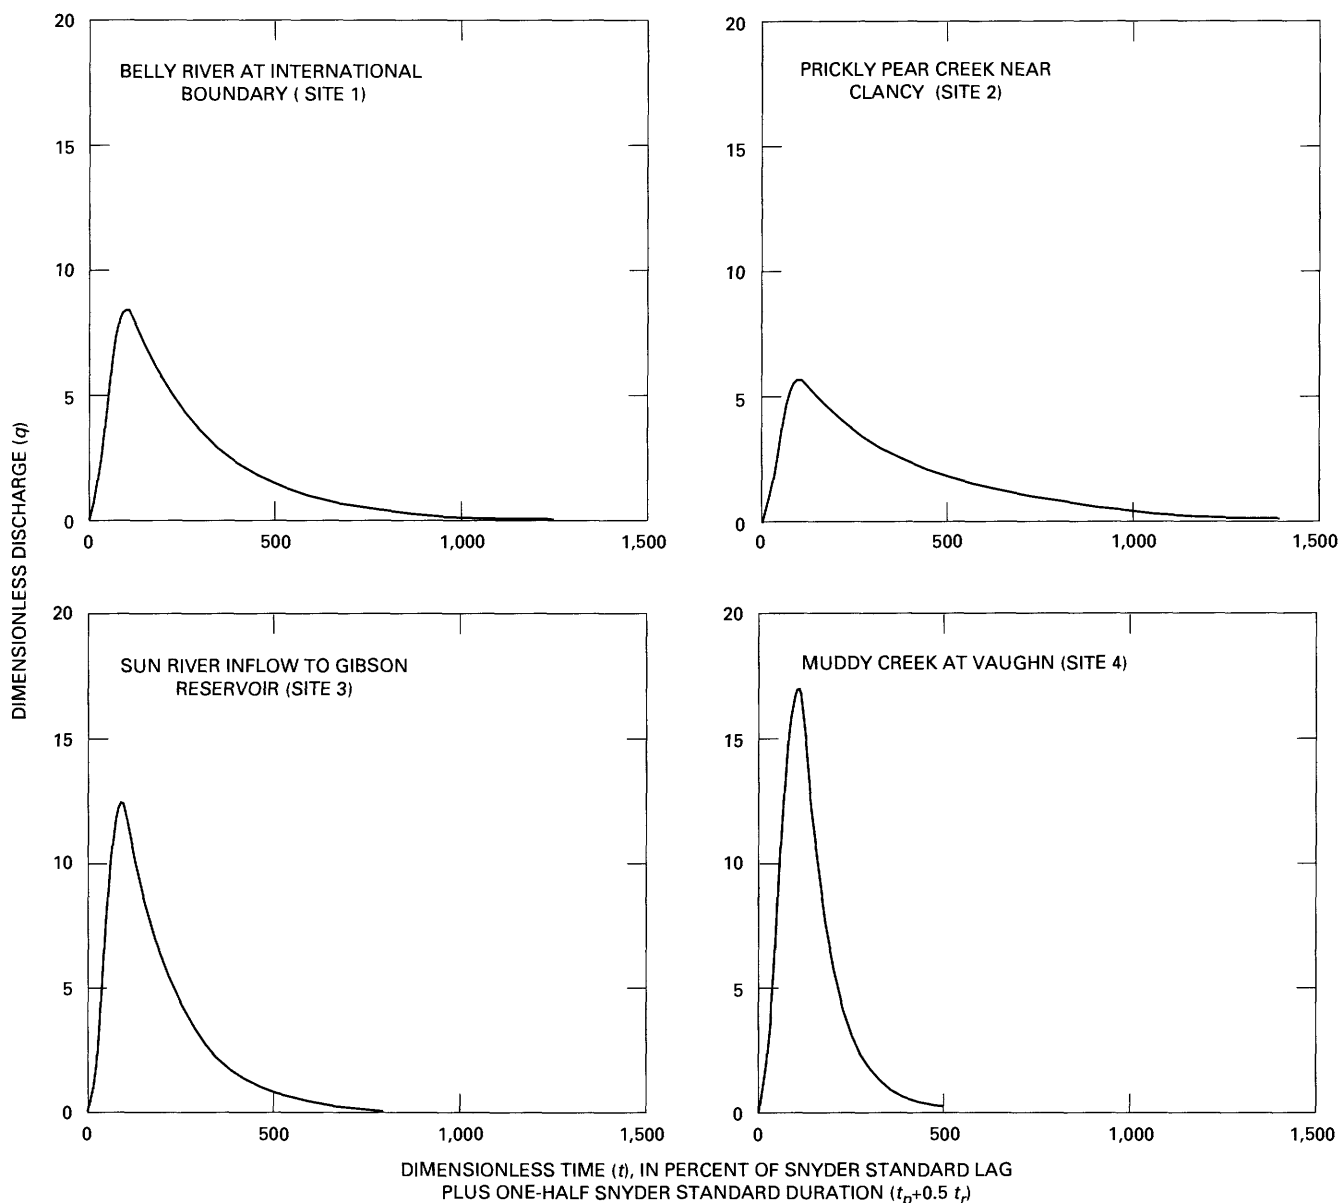 DIMENSIONLESS DISCHARGE (q)
20
15
10
5
0
0 500 1,000 1,500
BELLY RIVER AT INTERNATIONAL
BOUNDARY ( SITE 1)
20
15
10
5
0
0 500 1,000 1,500
PRICKLY PEAR CREEK NEAR
CLANCY (SITE 2)
20
15
10
5
0
0 500 1,000 1,500
SUN RIVER INFLOW TO GIBSON
RESERVOIR (SITE 3)
20
15
10
5
0
0 500 1,000 1,500
MUDDY CREEK AT VAUGHN (SITE 4)
DIMENSIONLESS TIME (t), IN PERCENT OF SNYDER STANDARD LAG
PLUS ONE-HALF SNYDER STANDARD DURATION (tp+0.5 tr)